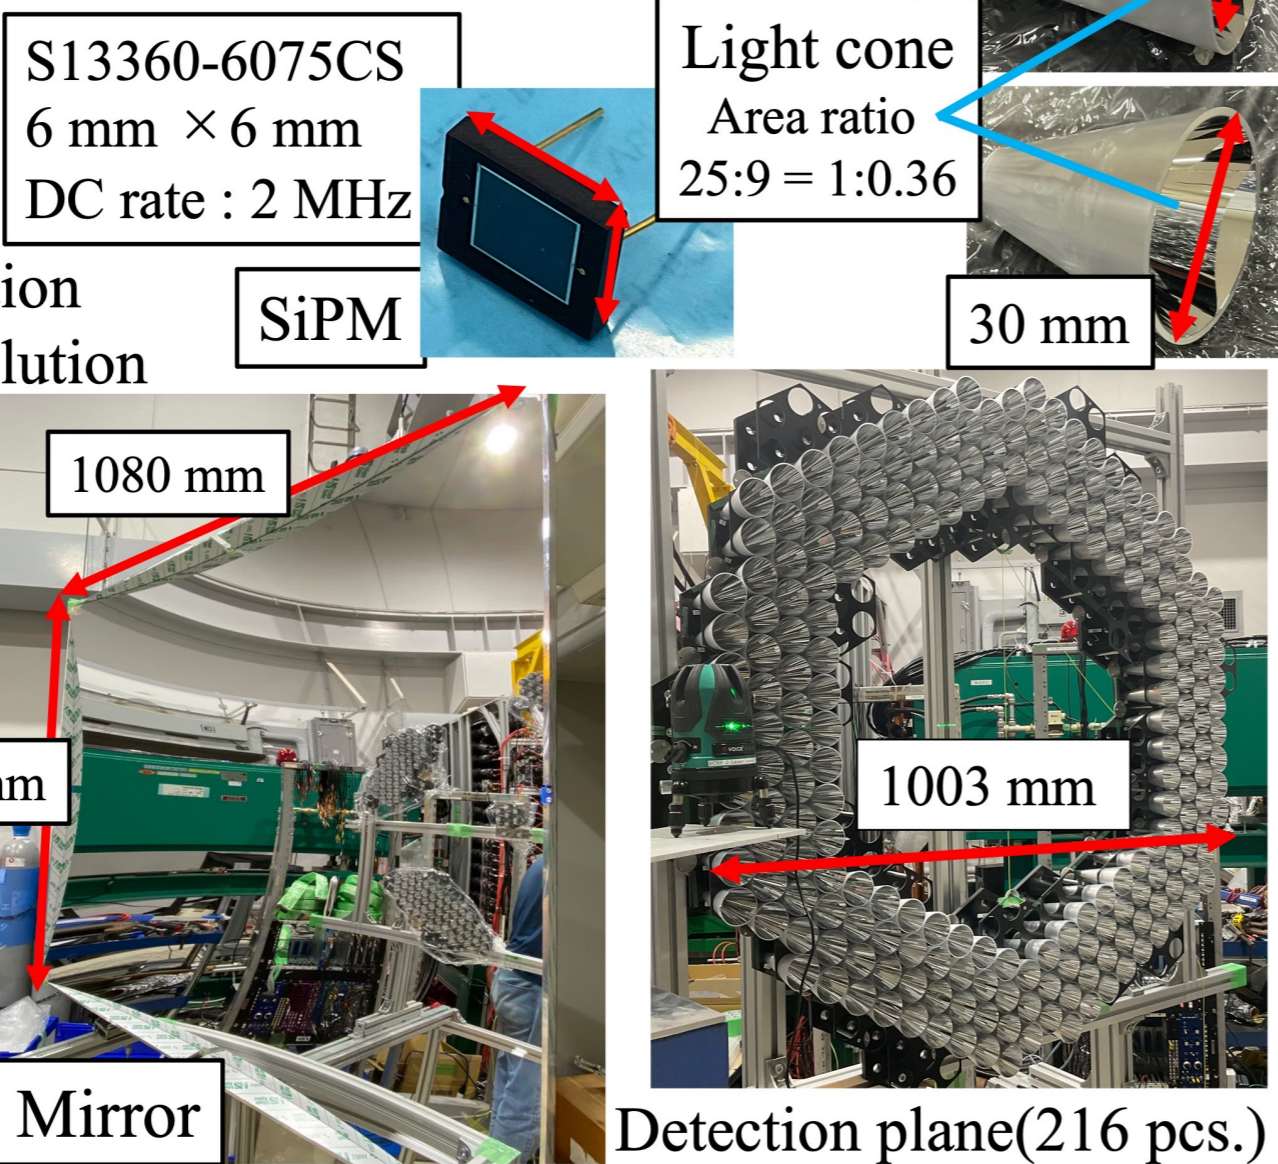 S13360-6075CS
6 mm × 6 mm
DC rate : 2 MHz
Light cone
Area ratio
25:9 = 1:0.36
ion
lution
SiPM
30 mm
1080 mm
1003 mm
Mirror
Detection plane(216 pcs.)